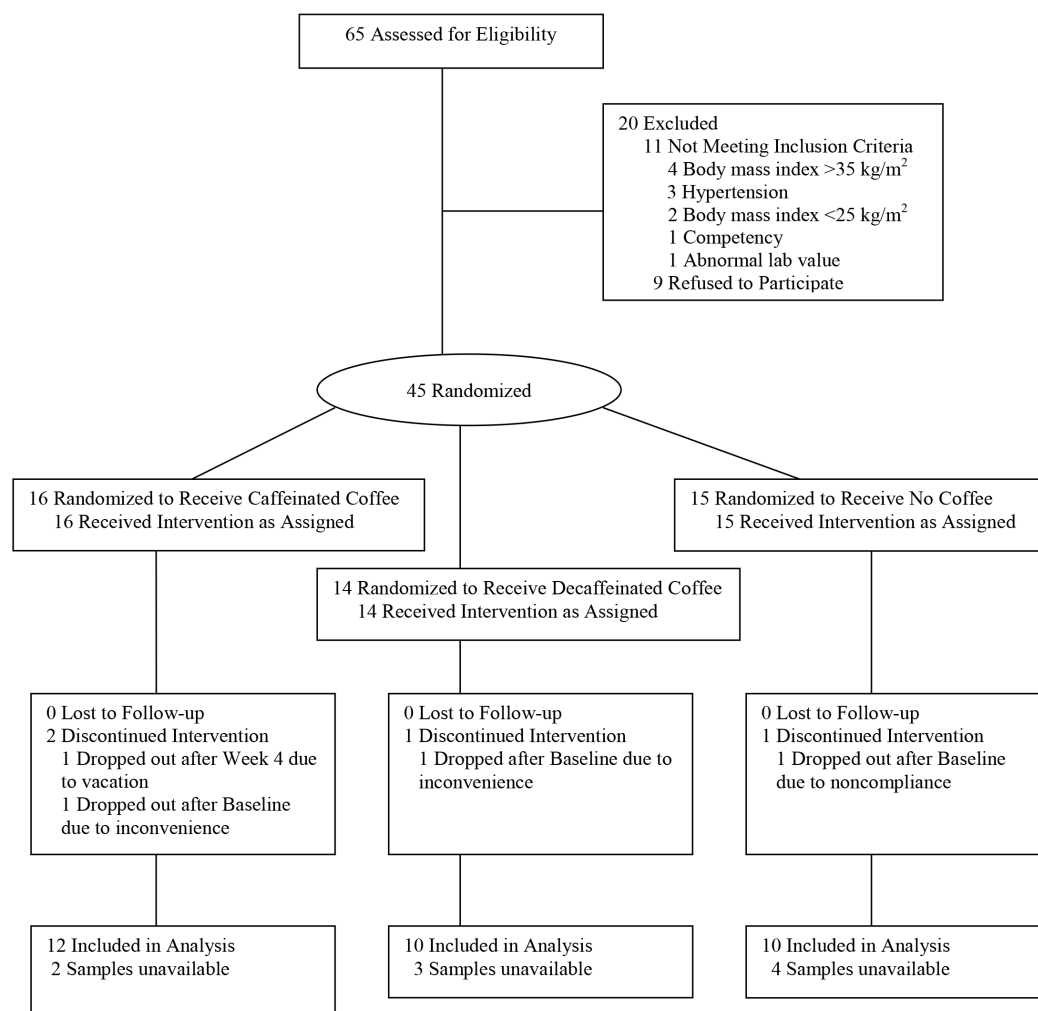 65 Assessed for Eligibility
20 Excluded
11 Not Meeting Inclusion Criteria
4 Body mass index >35 kg/m²
3 Hypertension
2 Body mass index <25 kg/m²
1 Competency
1 Abnormal lab value
9 Refused to Participate
45 Randomized
16 Randomized to Receive Caffeinated Coffee
16 Received Intervention as Assigned
15 Randomized to Receive No Coffee
15 Received Intervention as Assigned
14 Randomized to Receive Decaffeinated Coffee
14 Received Intervention as Assigned
0 Lost to Follow-up
2 Discontinued Intervention
1 Dropped out after Week 4 due
to vacation
1 Dropped out after Baseline
due to inconvenience
0 Lost to Follow-up
1 Discontinued Intervention
1 Dropped after Baseline due to
inconvenience
0 Lost to Follow-up
1 Discontinued Intervention
1 Dropped out after Baseline
due to noncompliance
12 Included in Analysis
2 Samples unavailable
10 Included in Analysis
3 Samples unavailable
10 Included in Analysis
4 Samples unavailable